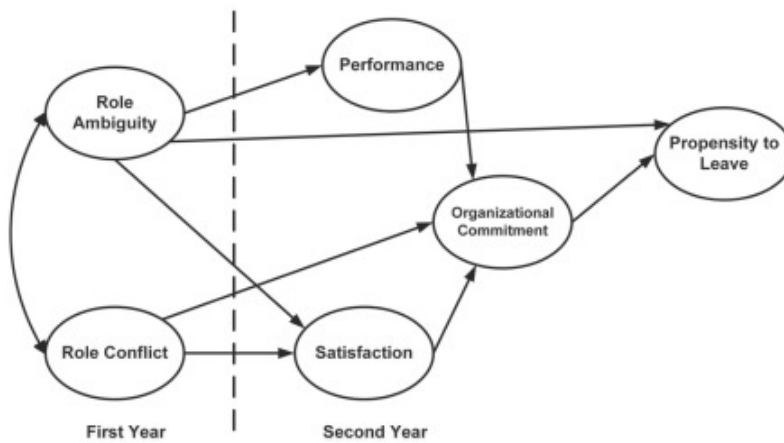 Performance
Role
Ambiguity
Propensity to
Leave
Organizational
Commitment
Role Conflict
Satisfaction
First Year
Second Year